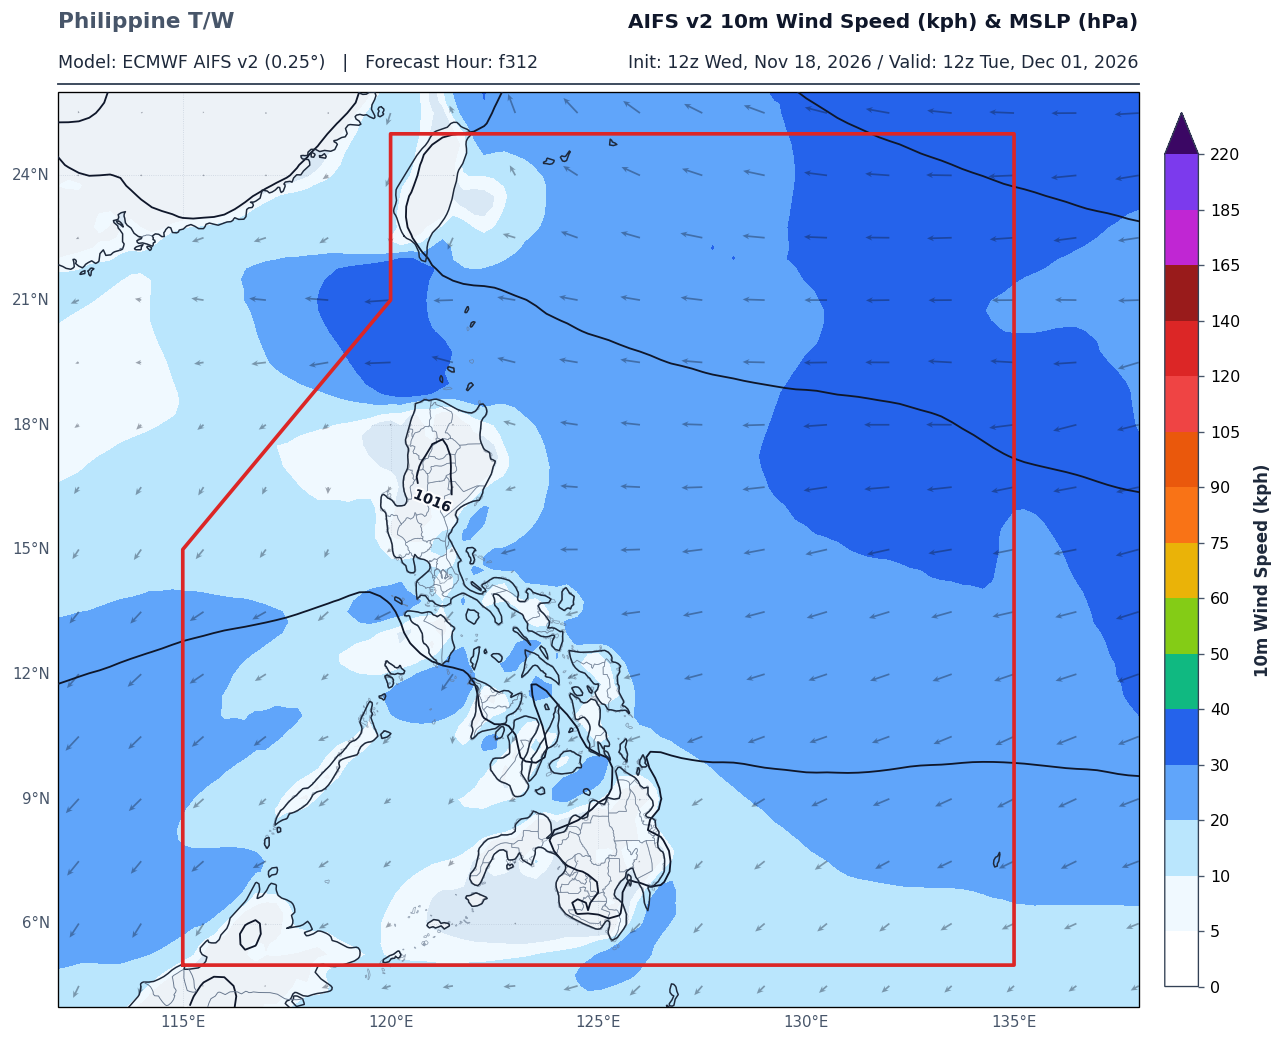 Philippine T/W
AIFS v2 10m Wind Speed (kph) & MSLP (hPa)
Model: ECMWF AIFS v2 (0.25°)   |   Forecast Hour: f312
Init: 12z Wed, Nov 18, 2026 / Valid: 12z Tue, Dec 01, 2026
24°N
21°N
18°N
15°N
12°N
9°N
6°N
1016
115°E
120°E
125°E
130°E
135°E
220
185
165
140
120
105
90
75
60
50
40
30
20
10
5
0
10m Wind Speed (kph)